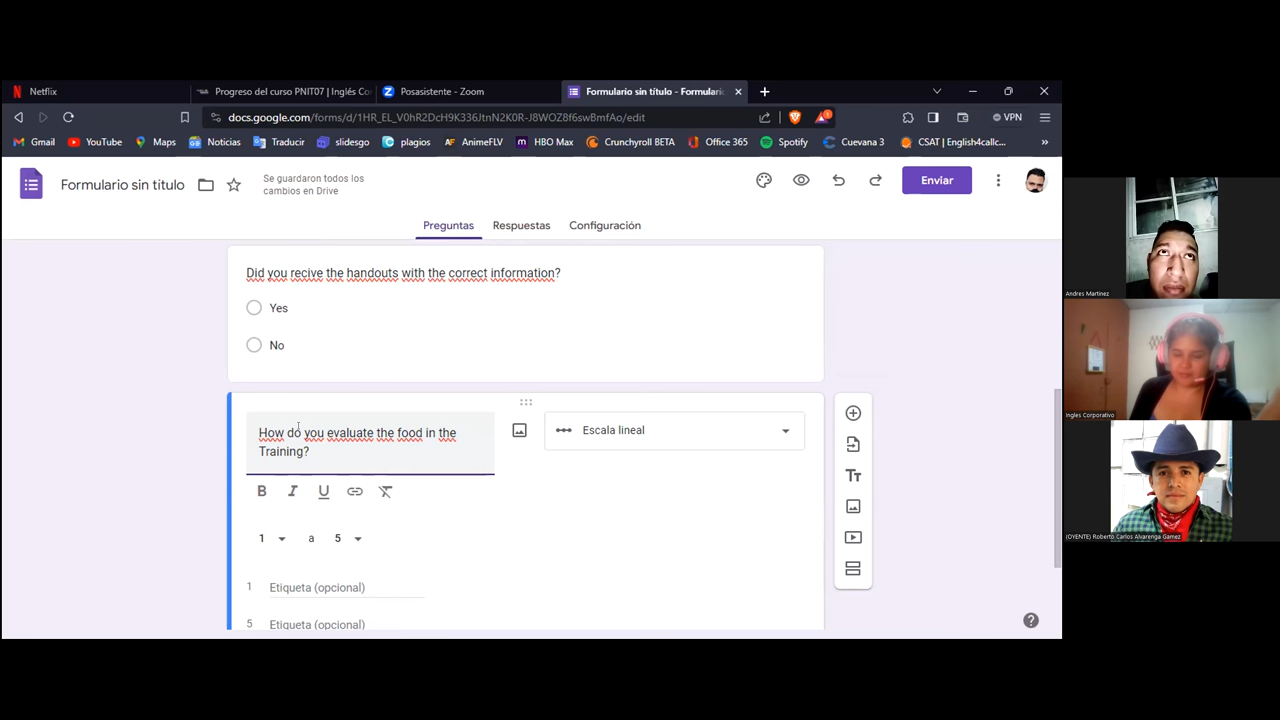 Netflix
Progreso del curso PNIT07 | Inglés Co
Posasistente - Zoom
Formulario sin título - Formulario
docs.google.com/forms/d/1HR_EL_V0hR2DcH9K336JtnN2K0R-J8WOZ8f6swBmfAo/edit
1
VPN
Gmail
YouTube
Maps
Noticias
Traducir
slidesgo
plagios
AnimeFLV
HBO Max
Crunchyroll BETA
Office 365
Spotify
Cuevana 3
CSAT | English4callc...
Formulario sin título
Se guardaron todos los
cambios en Drive
Enviar
Preguntas
Respuestas
Configuración
Did you recive the handouts with the correct information?
Yes
No
How do you evaluate the food in the
Training?
Escala lineal
B I U
1 a 5
1 Etiqueta (opcional)
5 Etiqueta (opcional)
Andres Martinez
Ingles Corporativo
(OYENTE) Roberto Carlos Alvarenga Gamez